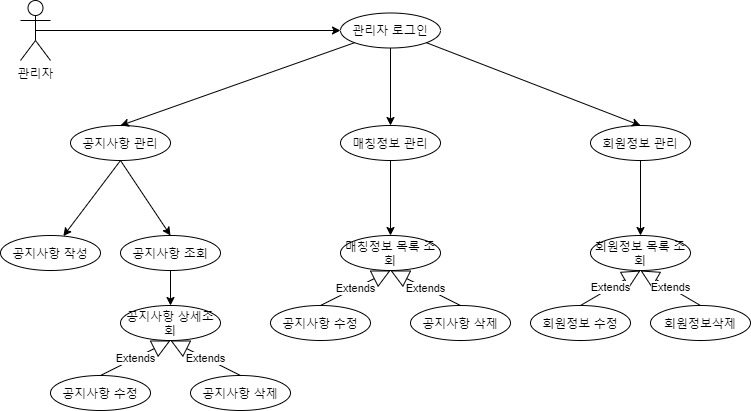 관리자 로그인
관리자
공지사항 관리
매칭정보 관리
회원정보 관리
공지사항 작성
공지사항 조회
매칭정보 목록 조
회
회원정보 목록 조
회
Extends
Extends
Extends
Extends
공지사항 상세조
회
공지사항 수정
공지사항 삭제
회원정보 수정
회원정보삭제
Extends
Extends
공지사항 수정
공지사항 삭제